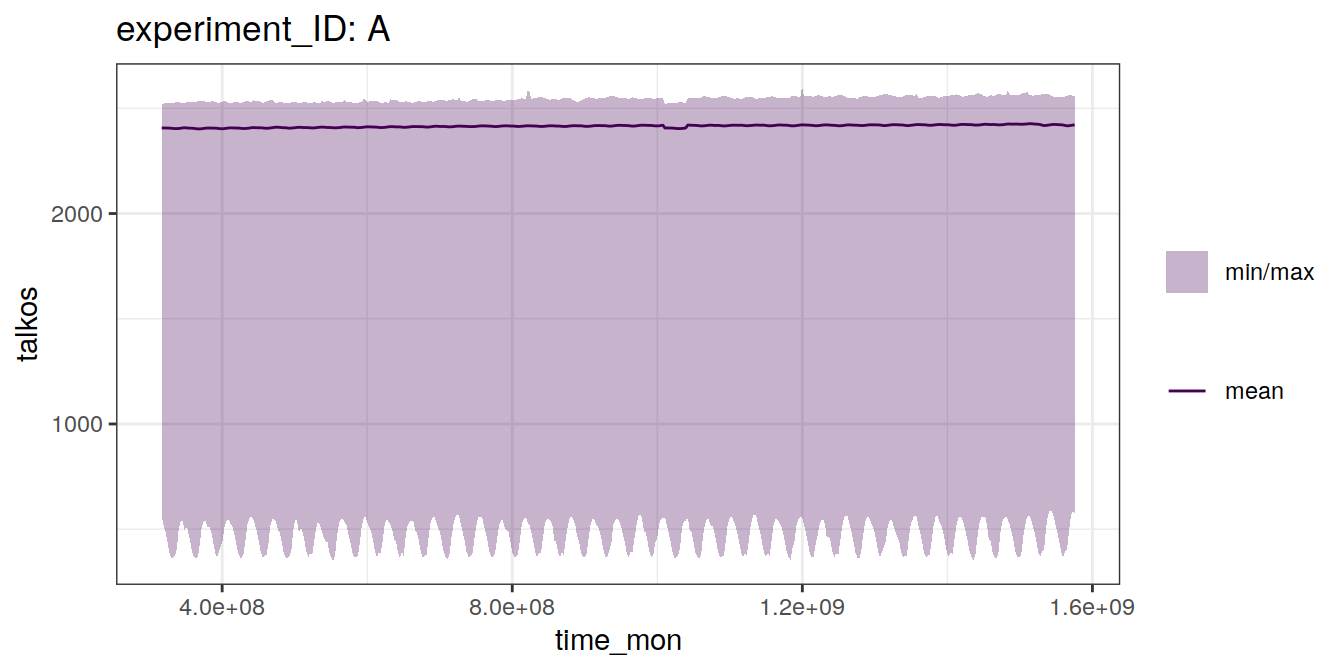 experiment_ID: A
talkos
2000
1000
4.0e+08
8.0e+08
1.2e+09
1.6e+09
time_mon
min/max
mean